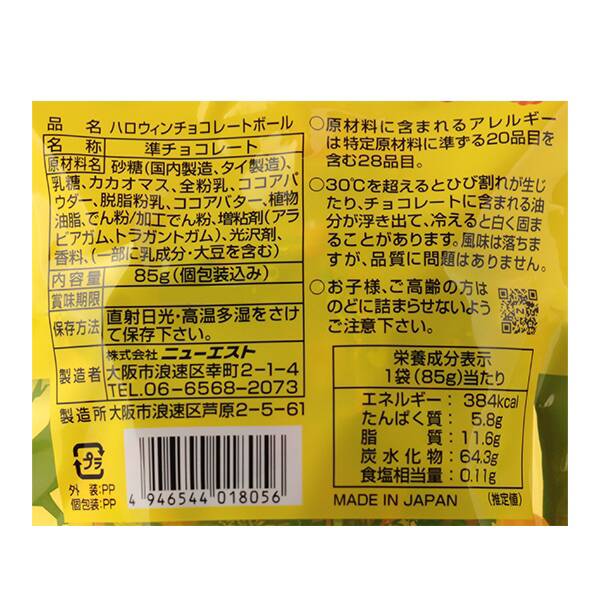 品名 ハロウィンチョコレートボール
名称 準チョコレート
原材料名 砂糖(国内製造、タイ製造)、
乳糖、カカオマス、全粉乳、ココアパ
ウダー、脱脂粉乳、ココアバター、植物
油脂、でん粉/加工でん粉、増粘剤(アラ
ビアガム、トラガントガム)、光沢剤、
香料、(一部に乳成分・大豆を含む)
内容量 85g(個包装込み)
賞味期限
保存方法 直射日光・高温多湿をさけ
て保存下さい。
製造者 株式会社 ニューエスト
大阪市浪速区幸町2-1-4
TEL.06-6568-2073
製造所 大阪市浪速区芦原2-5-61
プラ
外装:PP
個包装:PP
4 946544 018056
○原材料に含まれるアレルギー
は特定原材料に準ずる20品目を
含む28品目。
○30℃を超えるとひび割れが生じ
たり、チョコレートに含まれる油
分が浮き出て、冷えると白く固ま
ることがあります。風味は落ちま
すが、品質に問題はありません。
○お子様、ご高齢の方は
のどに詰まらせないよう
ご注意下さい。
栄養成分表示
1袋(85g)当たり
エネルギー: 384kcal
たんぱく質: 5.8g
脂質: 11.6g
炭水化物: 64.3g
食塩相当量: 0.11g
MADE IN JAPAN (推定値)